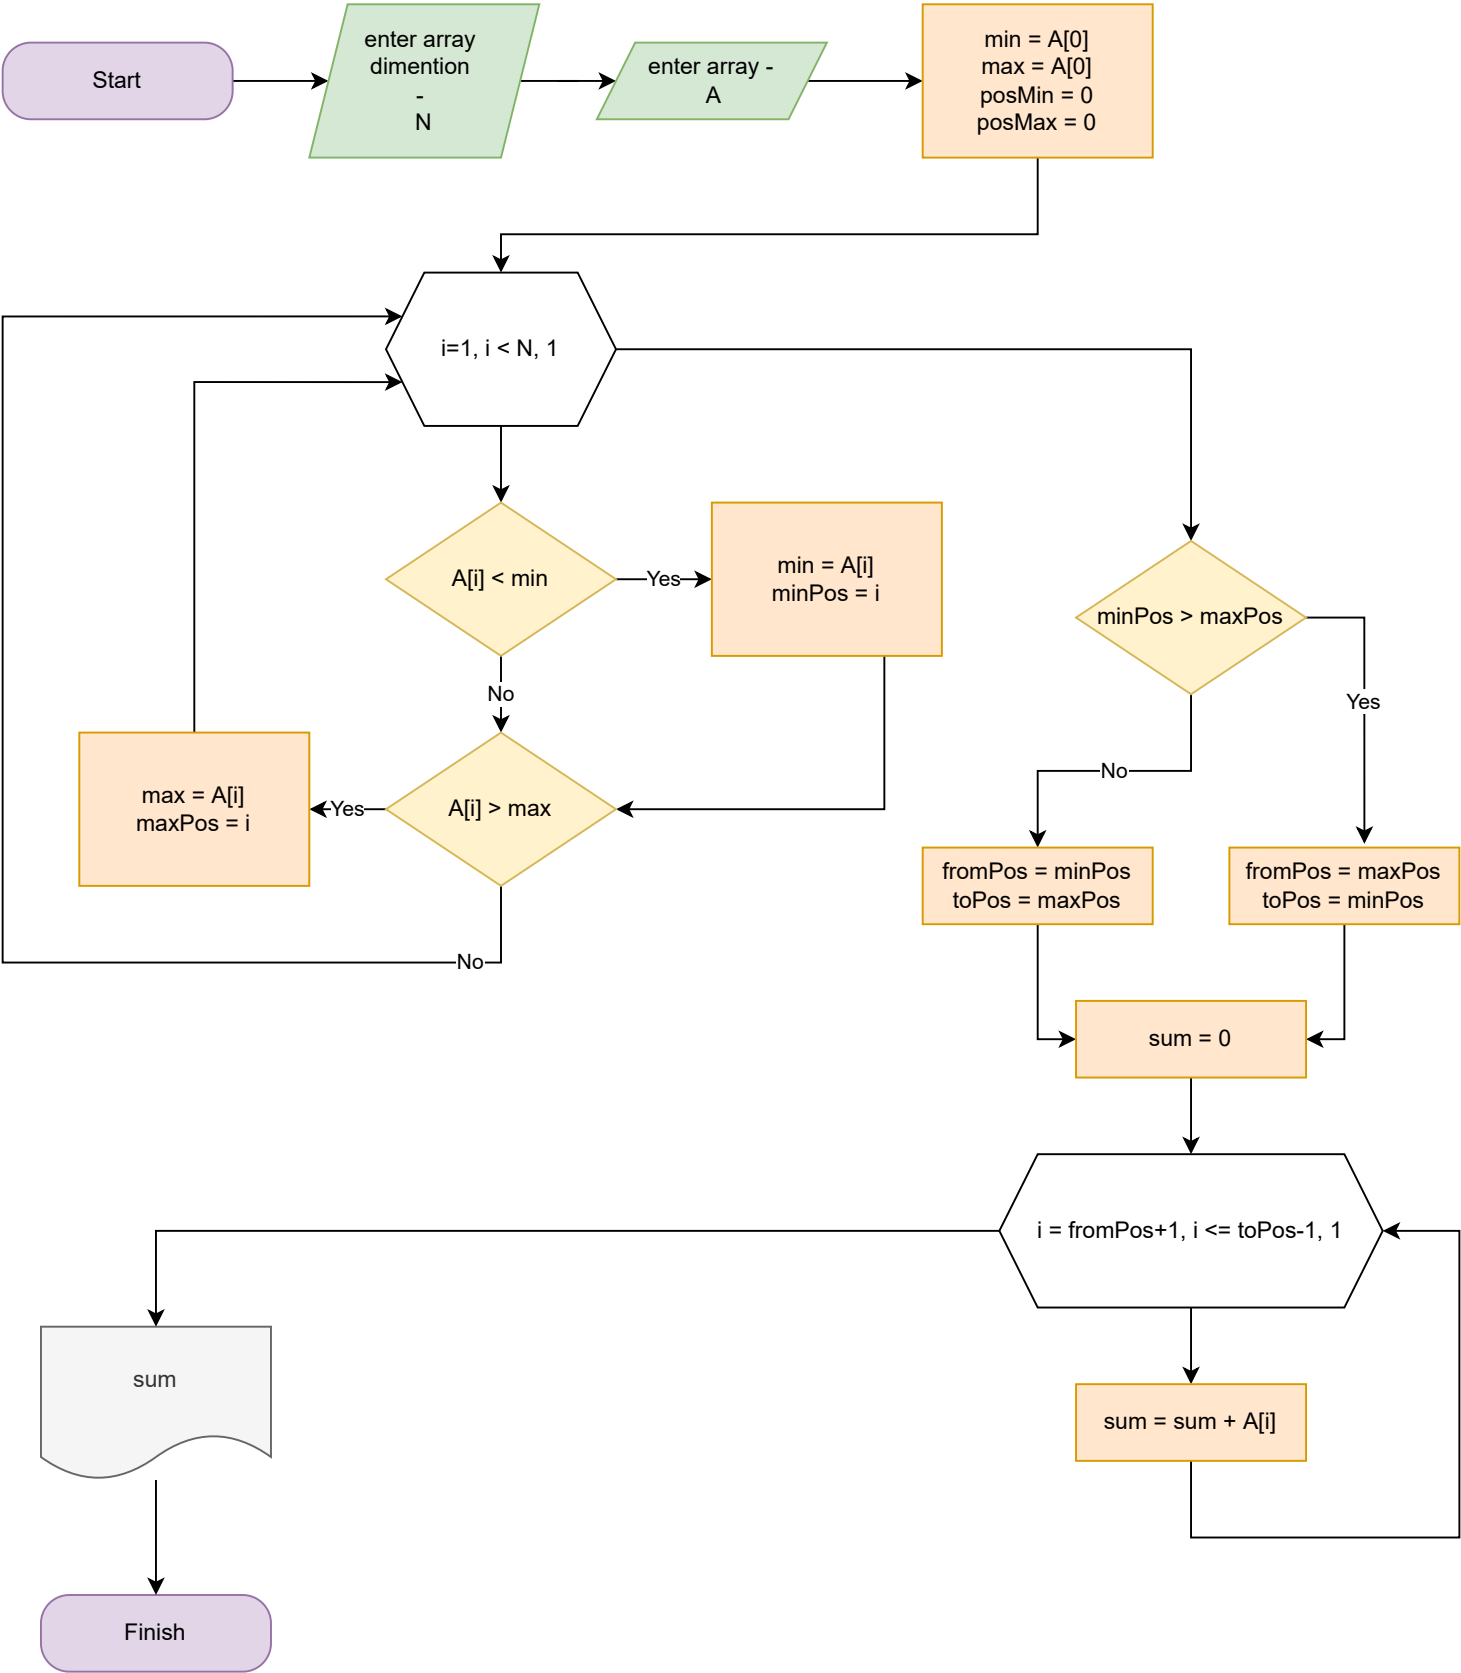 Start
enter array
dimention
-
N
enter array -
A
min = A[0]
max = A[0]
posMin = 0
posMax = 0
i=1, i < N, 1
A[i] < min
Yes
min = A[i]
minPos = i
No
A[i] > max
Yes
max = A[i]
maxPos = i
No
minPos > maxPos
Yes
No
fromPos = minPos
toPos = maxPos
fromPos = maxPos
toPos = minPos
sum = 0
i = fromPos+1, i <= toPos-1, 1
sum = sum + A[i]
sum
Finish